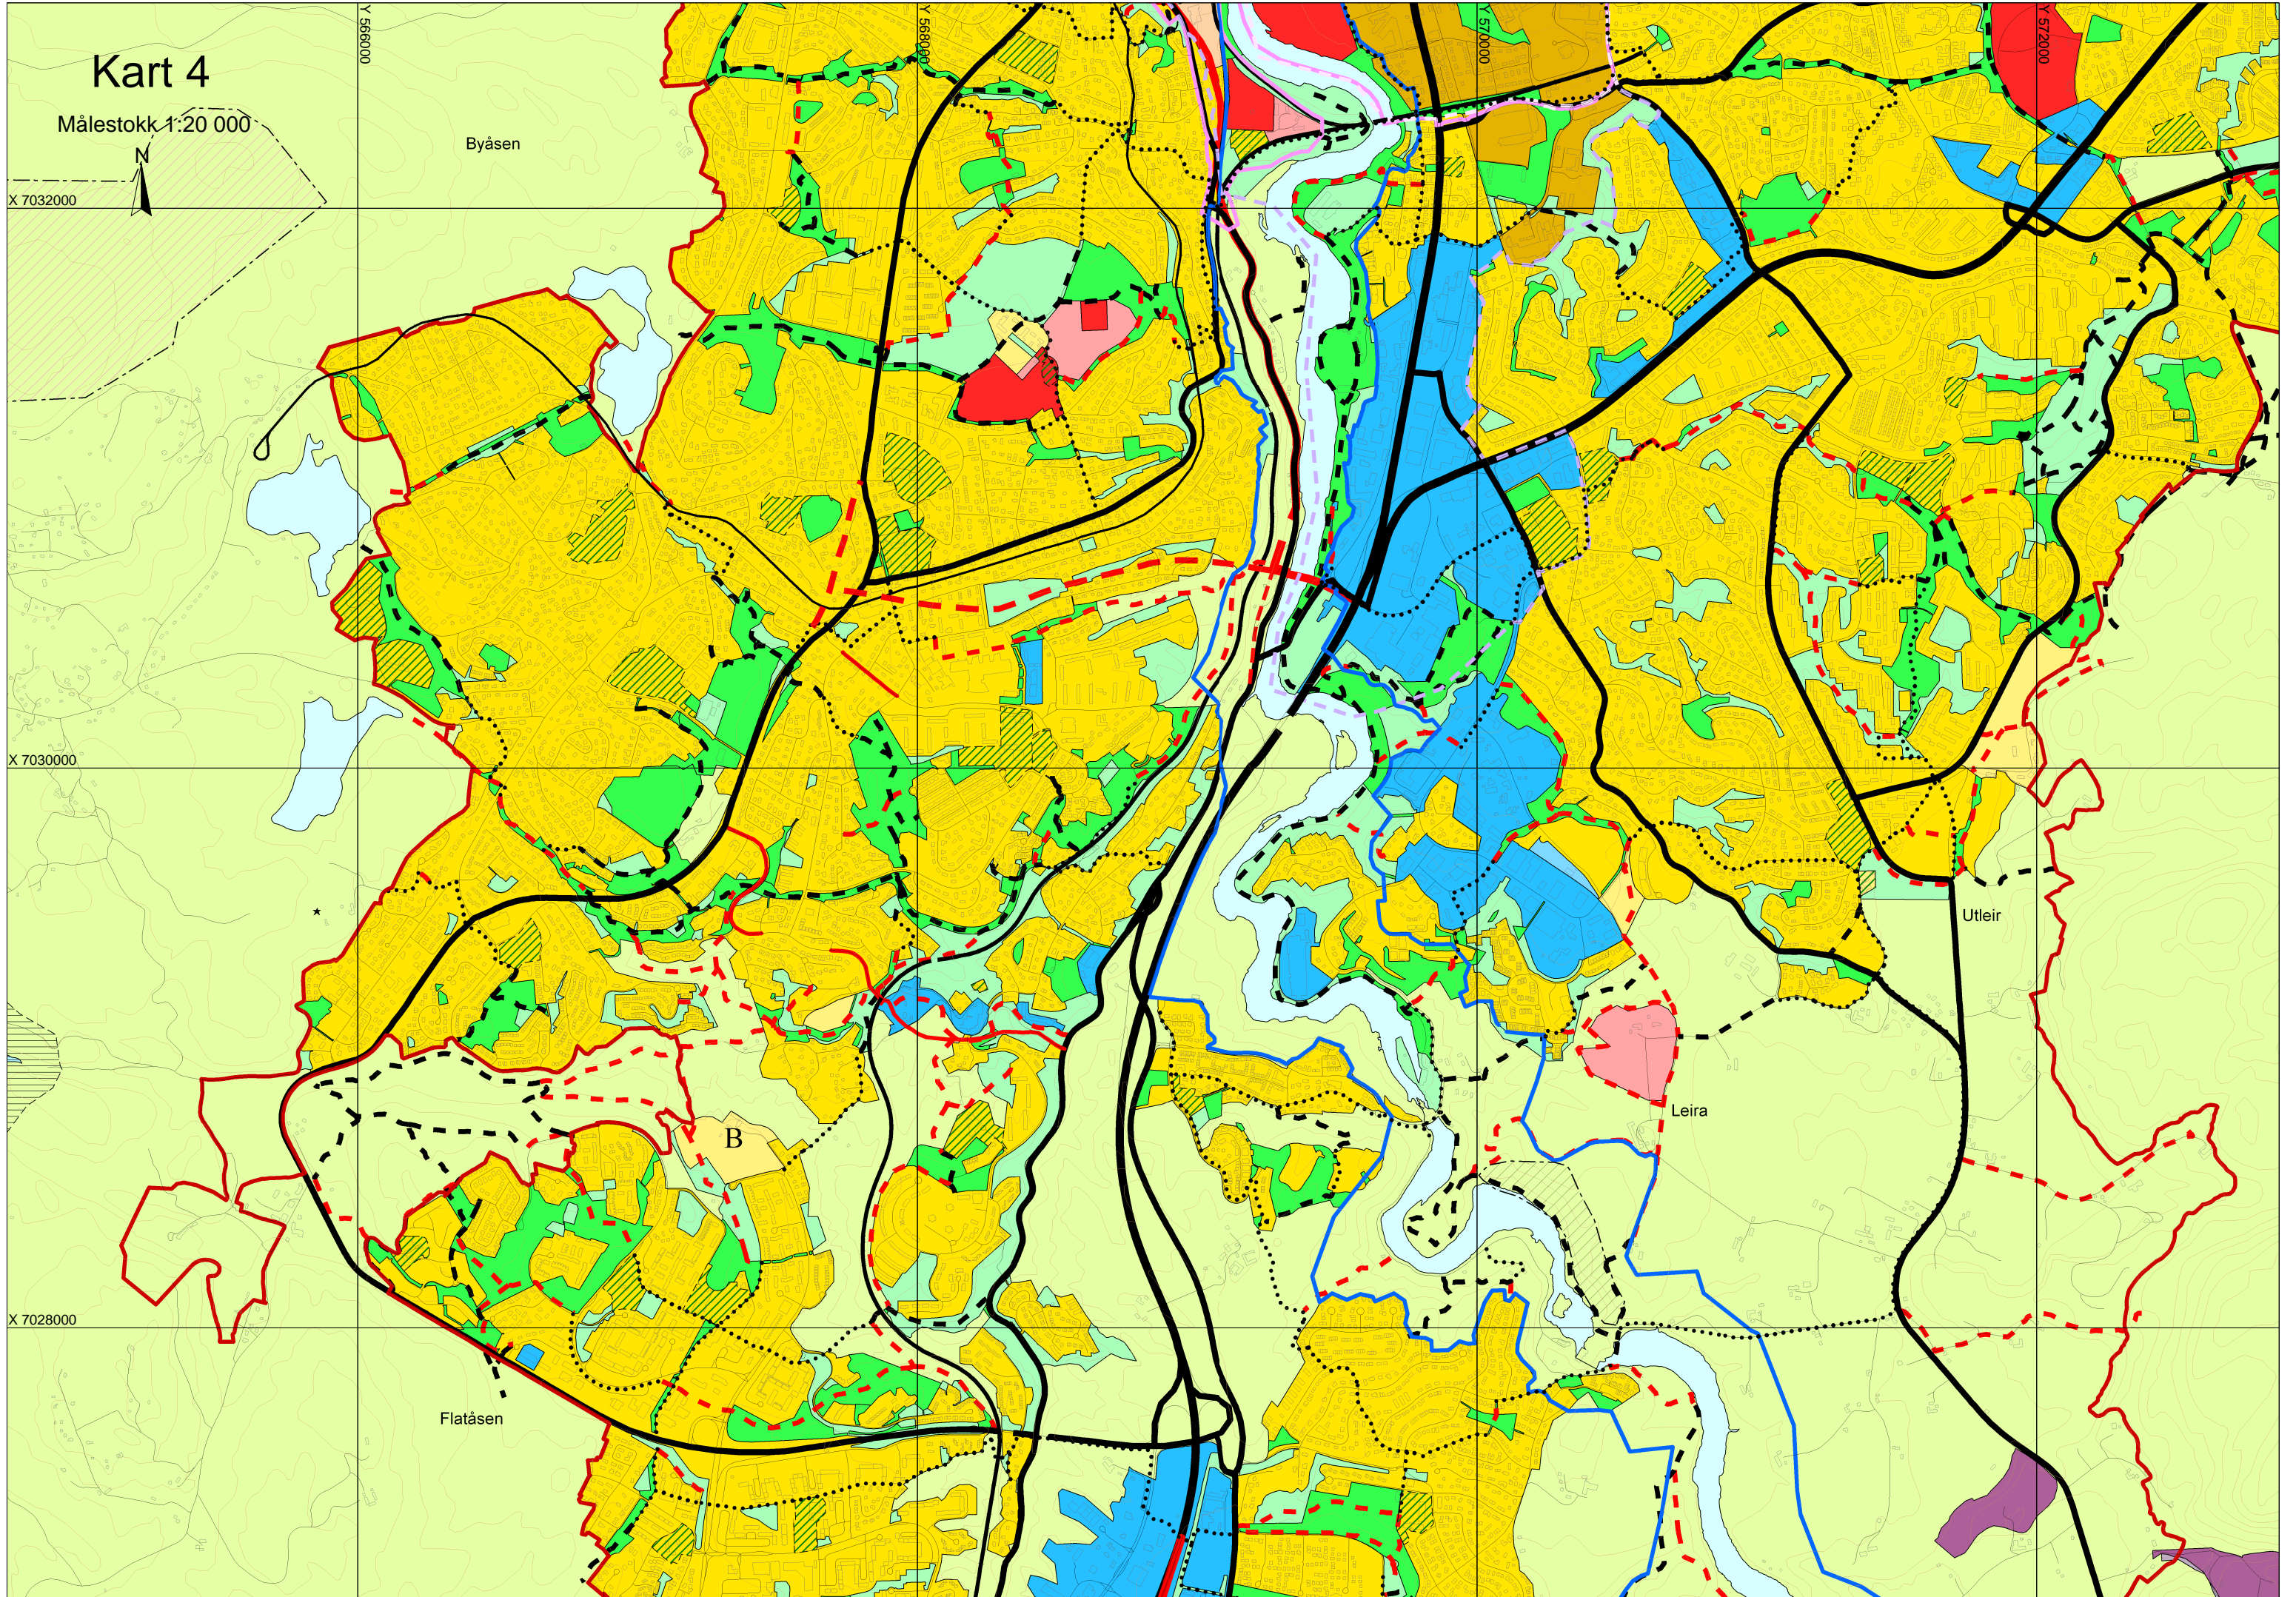 Kart 4
Målestokk 1:20 000
N
Y 566000
Y 568000
Y 570000
Y 572000
Byåsen
X 7032000
X 7030000
Utleir
Leira
B
X 7028000
Flatåsen